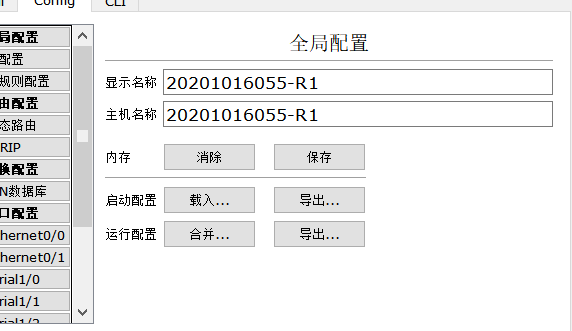 Config CLI
全局配置
局配置
配置
规则配置
由配置
态路由
RIP
换配置
N数据库
口配置
hernet0/0
hernet0/1
rial1/0
rial1/1
显示名称 20201016055-R1
主机名称 20201016055-R1
内存 消除 保存
启动配置 载入... 导出...
运行配置 合并... 导出...